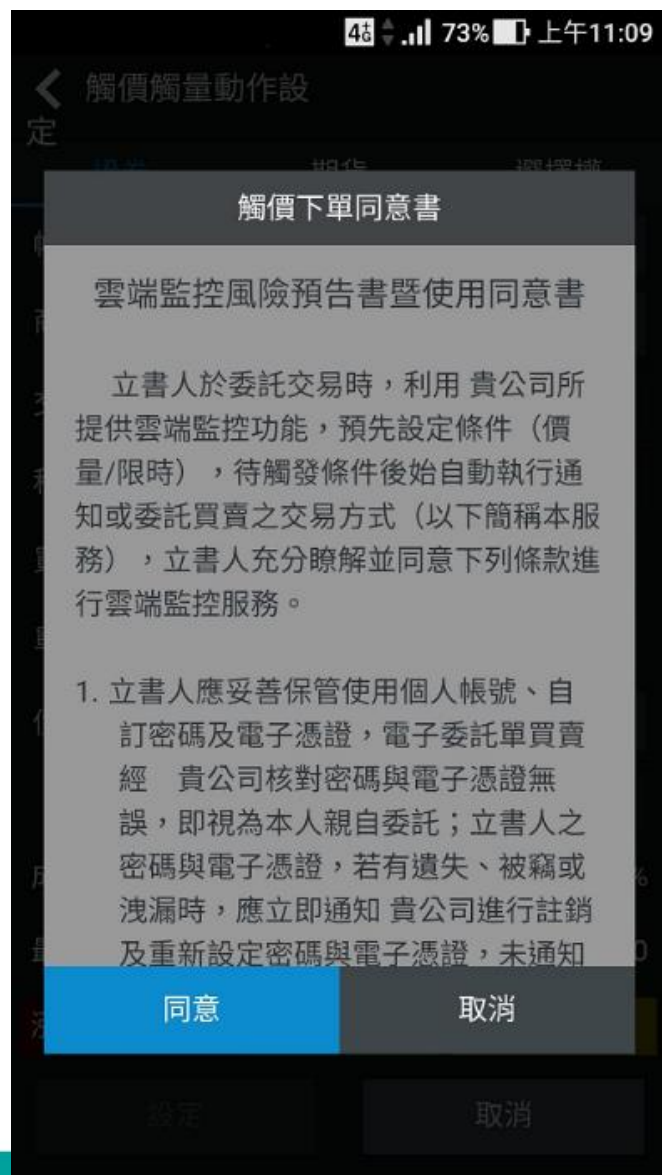 4G 73% 上午11:09
觸價觸量動作設
定
期貨
選擇權
觸價下單同意書
雲端監控風險預告書暨使用同意書
立書人於委託交易時,利用 貴公司所
提供雲端監控功能,預先設定條件(價
量/限時),待觸發條件後始自動執行通
知或委託買賣之交易方式(以下簡稱本服
務),立書人充分瞭解並同意下列條款進
行雲端監控服務。
1. 立書人應妥善保管使用個人帳號、自
訂密碼及電子憑證,電子委託單買賣
經 貴公司核對密碼與電子憑證無
誤,即視為本人親自委託;立書人之
密碼與電子憑證,若有遺失、被竊或
洩漏時,應立即通知 貴公司進行註銷
及重新設定密碼與電子憑證,未通知
%
0
同意 取消
設定 取消